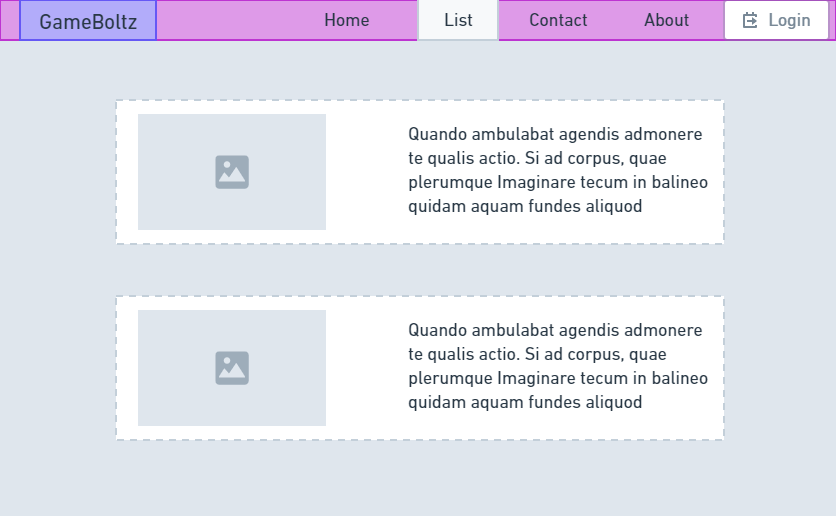 GameBoltz
Home
List
Contact
About
Login
Quando ambulabat agendis admonere
te qualis actio. Si ad corpus, quae
plerumque Imaginare tecum in balineo
quidam aquam fundes aliquod
Quando ambulabat agendis admonere
te qualis actio. Si ad corpus, quae
plerumque Imaginare tecum in balineo
quidam aquam fundes aliquod